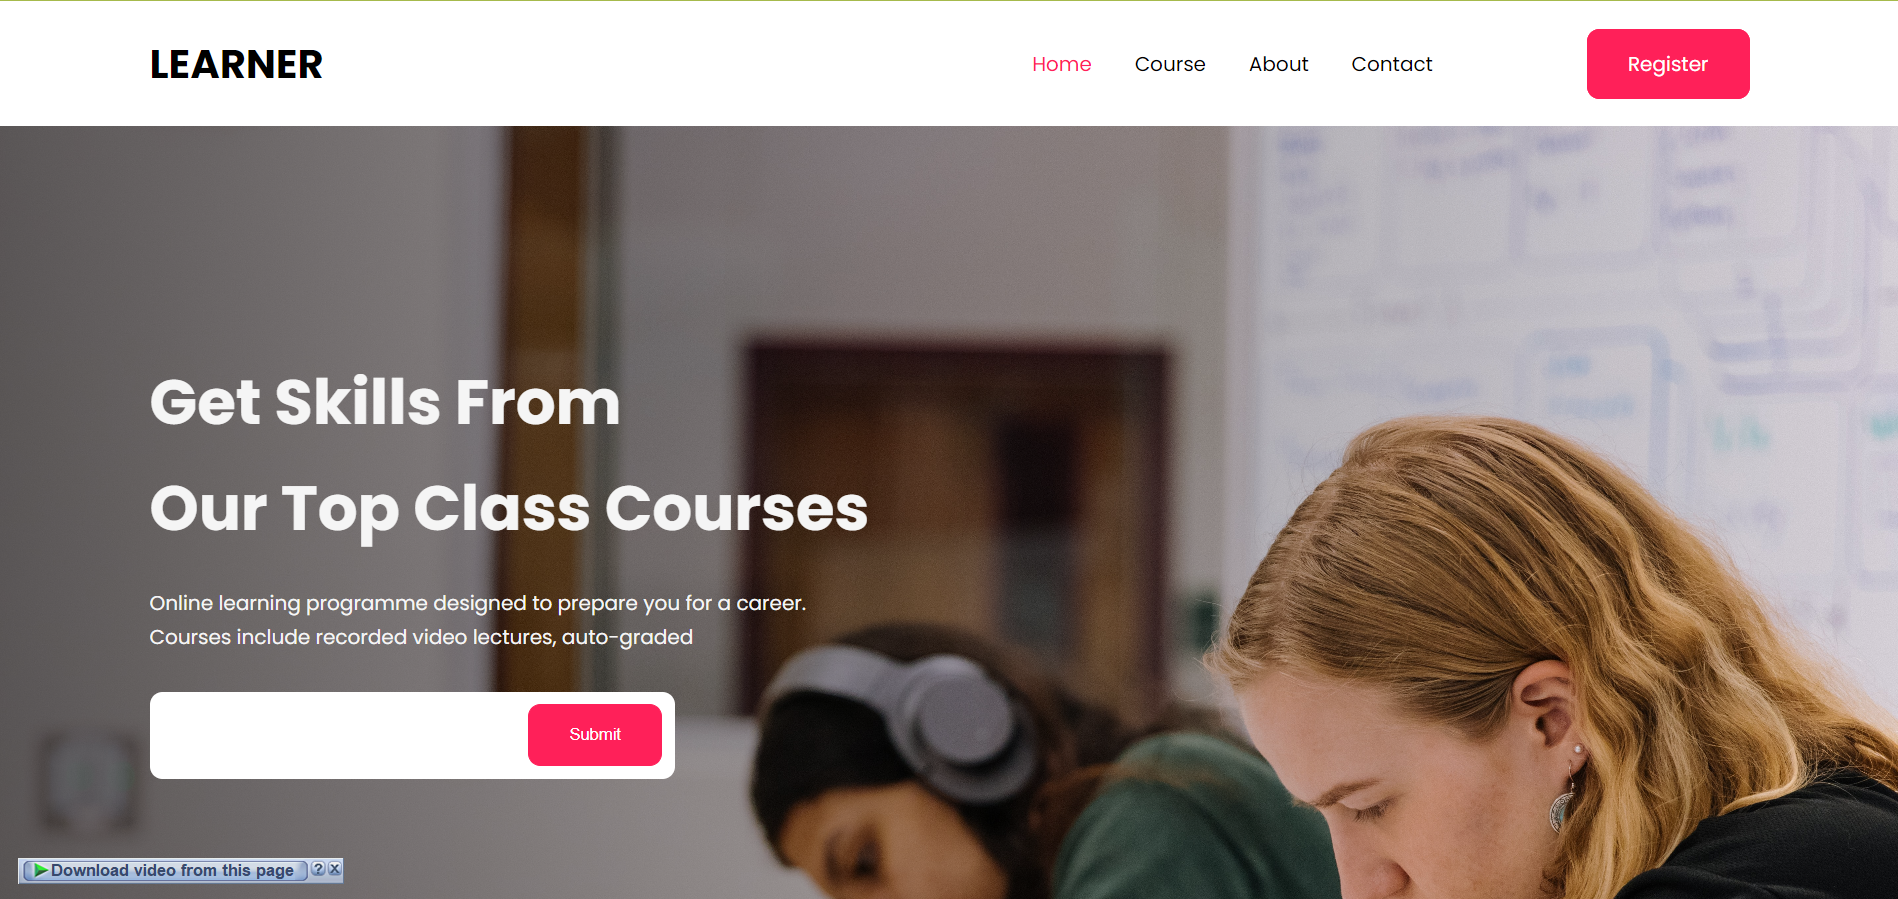 LEARNER
Home
Course
About
Contact
Register
Get Skills From
Our Top Class Courses
Online learning programme designed to prepare you for a career.
Courses include recorded video lectures, auto-graded
Submit
Download video from this page ? X